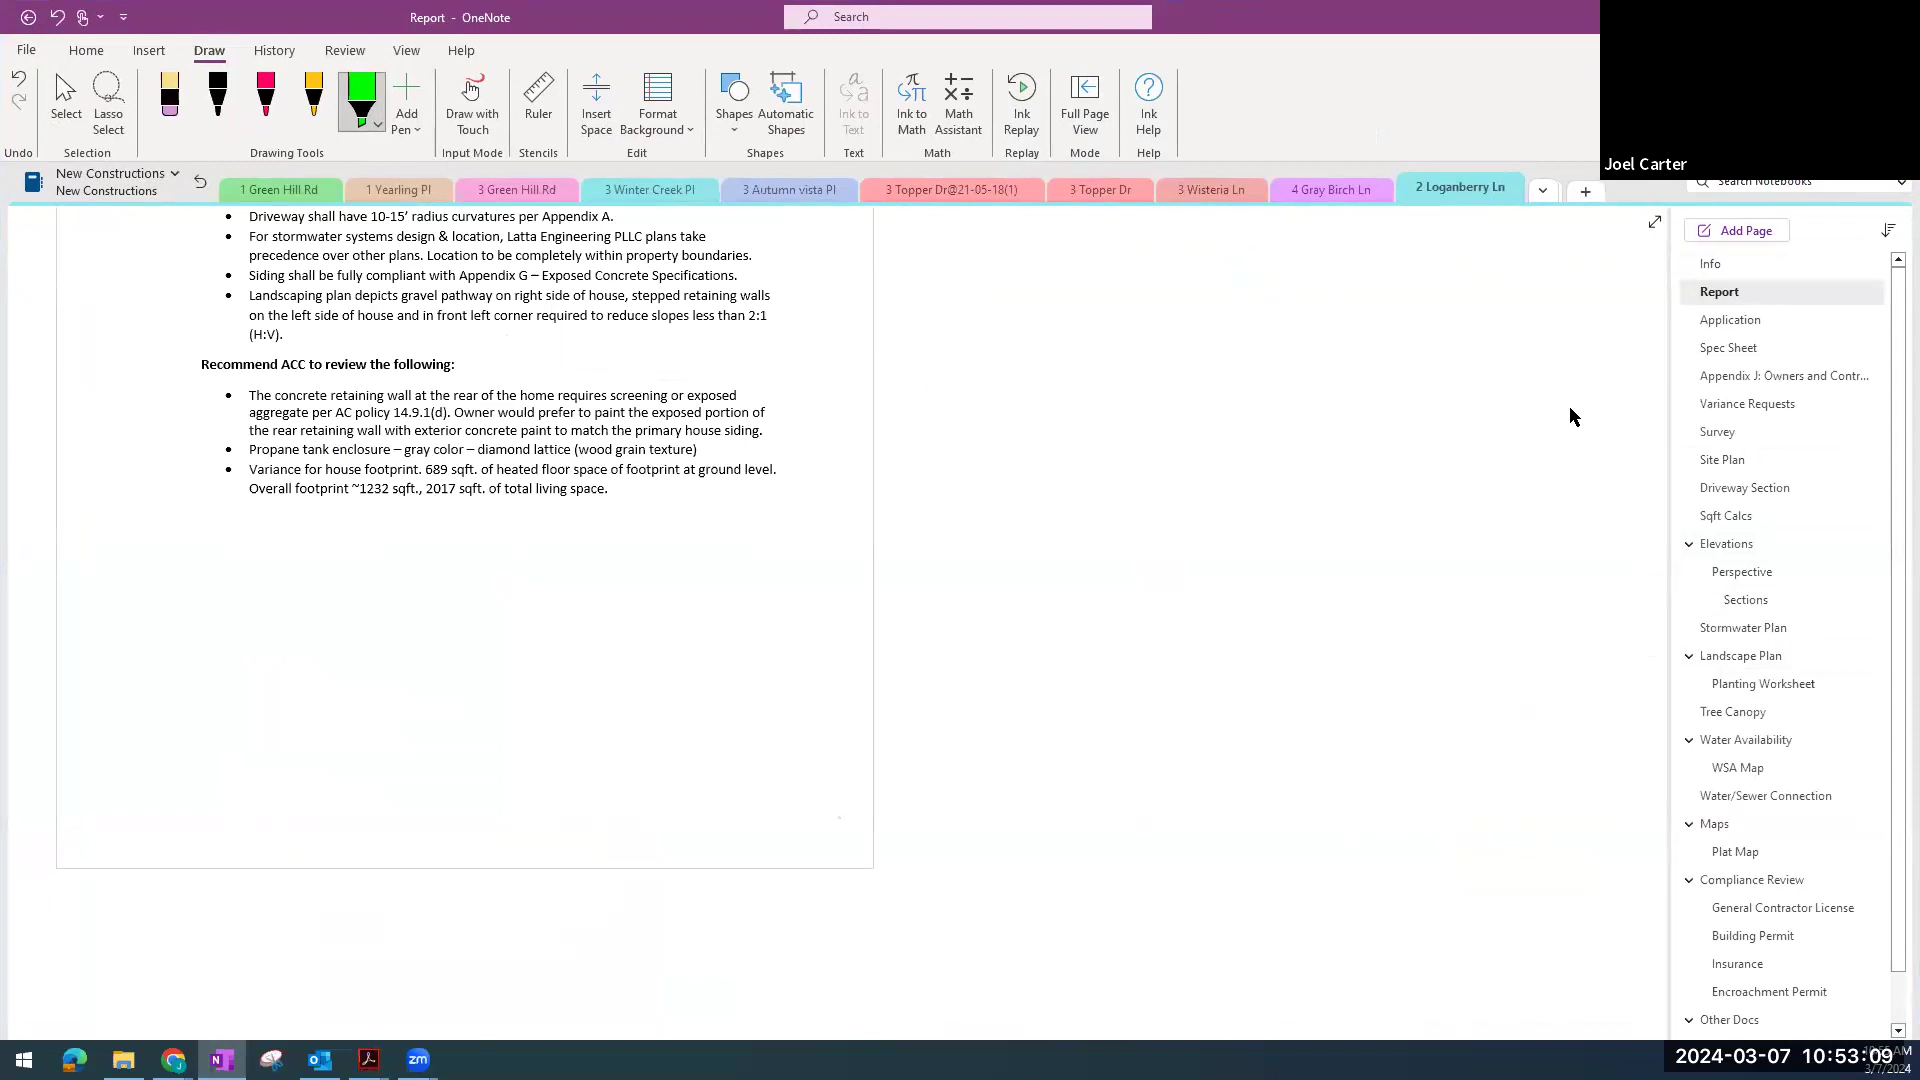 Report - OneNote
Search
Joel Carter
File Home Insert Draw History Review View Help
Undo
Select
Lasso Select
Selection
Drawing Tools
Add Pen
Draw with Touch
Input Mode
Ruler
Stencils
Insert Space
Format Background
Edit
Shapes
Automatic Shapes
Shapes
Ink to Text
Text
Ink to Math
Math Assistant
Math
Ink Replay
Replay
Full Page View
Mode
Ink Help
Help
New Constructions
New Constructions
1 Green Hill Rd
1 Yearling Pl
3 Green Hill Rd
3 Winter Creek Pl
3 Autumn vista Pl
3 Topper Dr@21-05-18(1)
3 Topper Dr
3 Wisteria Ln
4 Gray Birch Ln
2 Loganberry Ln
Search Notebooks
• Driveway shall have 10-15’ radius curvatures per Appendix A.
• For stormwater systems design & location, Latta Engineering PLLC plans take
precedence over other plans. Location to be completely within property boundaries.
• Siding shall be fully compliant with Appendix G – Exposed Concrete Specifications.
• Landscaping plan depicts gravel pathway on right side of house, stepped retaining walls
on the left side of house and in front left corner required to reduce slopes less than 2:1
(H:V).
Recommend ACC to review the following:
• The concrete retaining wall at the rear of the home requires screening or exposed
aggregate per AC policy 14.9.1(d). Owner would prefer to paint the exposed portion of
the rear retaining wall with exterior concrete paint to match the primary house siding.
• Propane tank enclosure – gray color – diamond lattice (wood grain texture)
• Variance for house footprint. 689 sqft. of heated floor space of footprint at ground level.
Overall footprint ~1232 sqft., 2017 sqft. of total living space.
Add Page
Info
Report
Application
Spec Sheet
Appendix J: Owners and Contr...
Variance Requests
Survey
Site Plan
Driveway Section
Sqft Calcs
Elevations
Perspective
Sections
Stormwater Plan
Landscape Plan
Planting Worksheet
Tree Canopy
Water Availability
WSA Map
Water/Sewer Connection
Maps
Plat Map
Compliance Review
General Contractor License
Building Permit
Insurance
Encroachment Permit
Other Docs
zm
2024-03-07 10:53:09